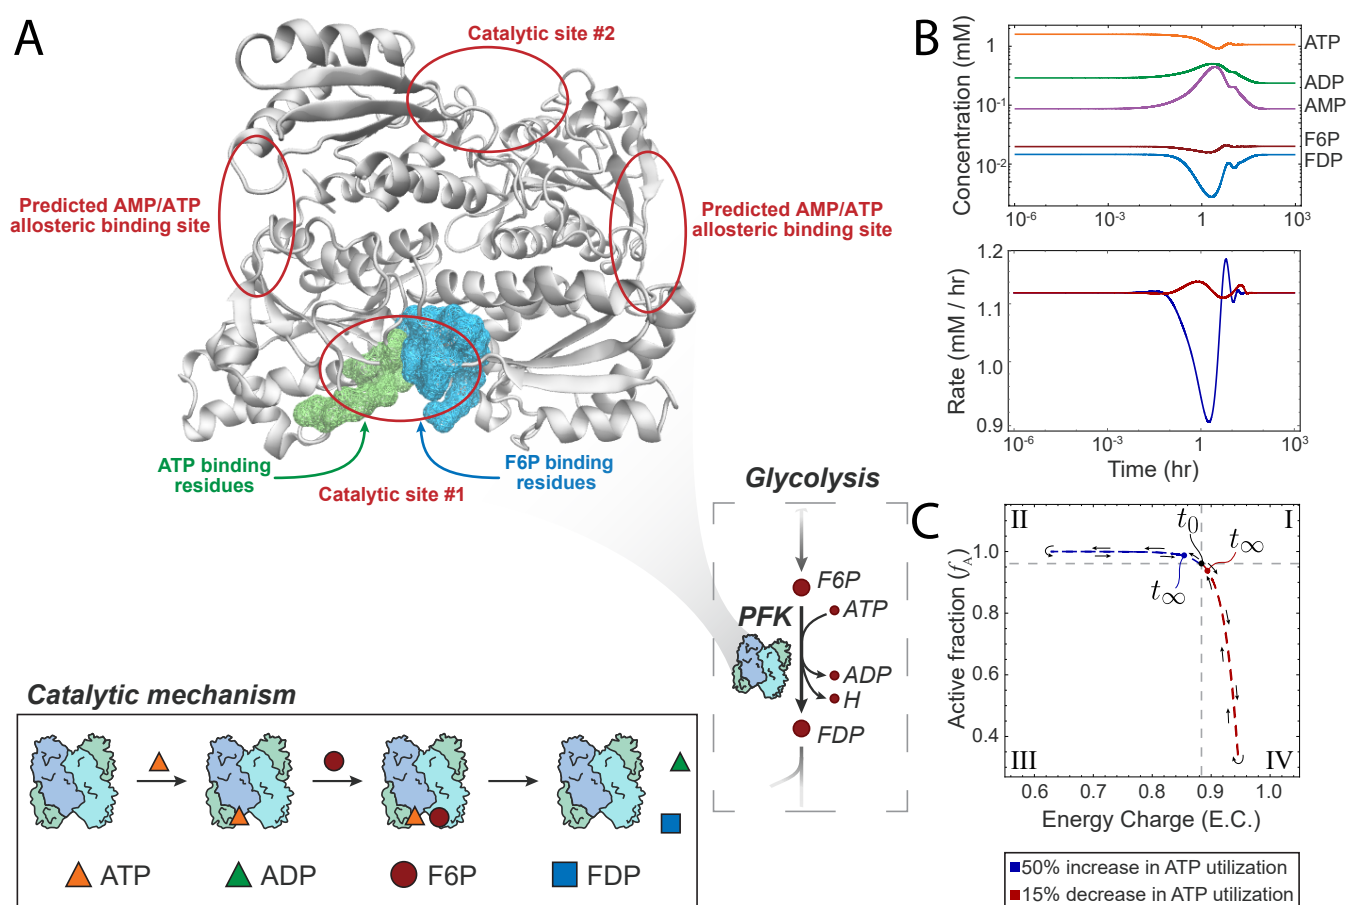 A
Catalytic site #2
Predicted AMP/ATP
allosteric binding site
Predicted AMP/ATP
allosteric binding site
ATP binding
residues
Catalytic site #1
F6P binding
residues
Glycolysis
F6P
ATP
PFK
ADP
H
FDP
Catalytic mechanism
ATP
ADP
F6P
FDP
B
Concentration (mM)
1
10-1
10-2
ATP
ADP
AMP
F6P
FDP
10-6
10-3
1
103
Rate (mM / hr)
1.2
1.1
1.0
0.9
10-6
10-3
1
103
Time (hr)
C
II
I
t0
t∞
t∞
III
IV
Active fraction (fA)
1.0
0.8
0.6
0.4
0.6
0.7
0.8
0.9
1.0
Energy Charge (E.C.)
50% increase in ATP utilization
15% decrease in ATP utilization